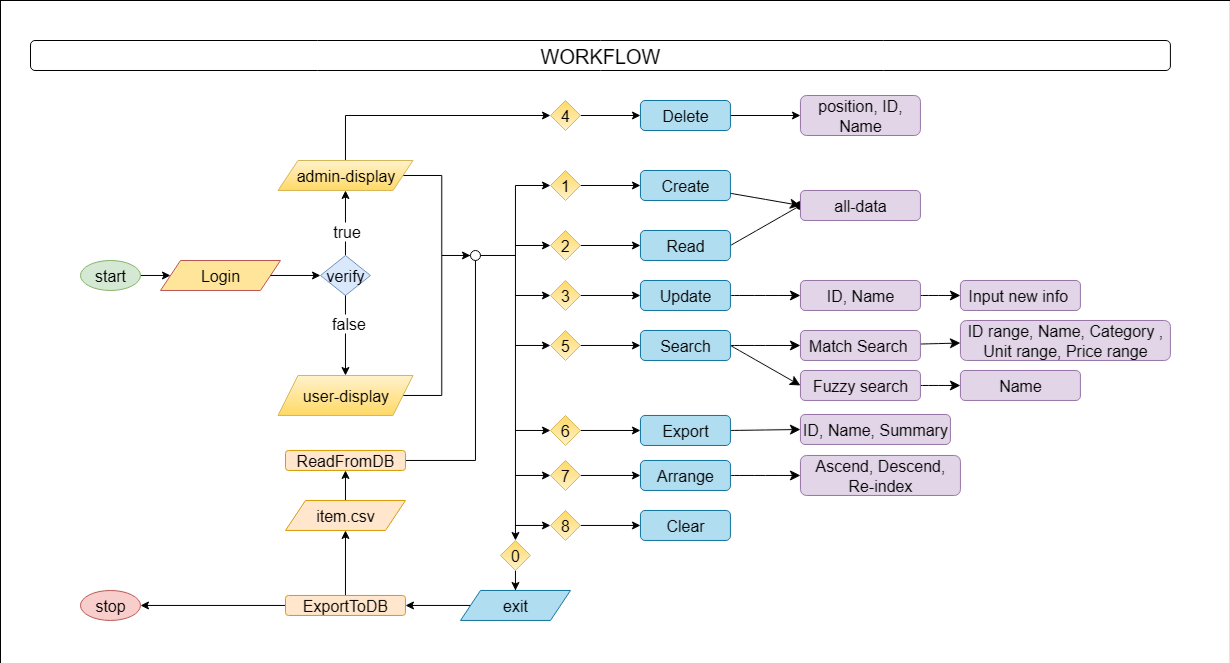 WORKFLOW
4
Delete
position, ID,
Name
admin-display
1
Create
all-data
true
2
Read
start
Login
verify
3
Update
ID, Name
Input new info
false
5
Search
Match Search
ID range, Name, Category ,
Unit range, Price range
user-display
Fuzzy search
Name
6
Export
ID, Name, Summary
ReadFromDB
7
Arrange
Ascend, Descend,
Re-index
item.csv
8
Clear
0
stop
ExportToDB
exit